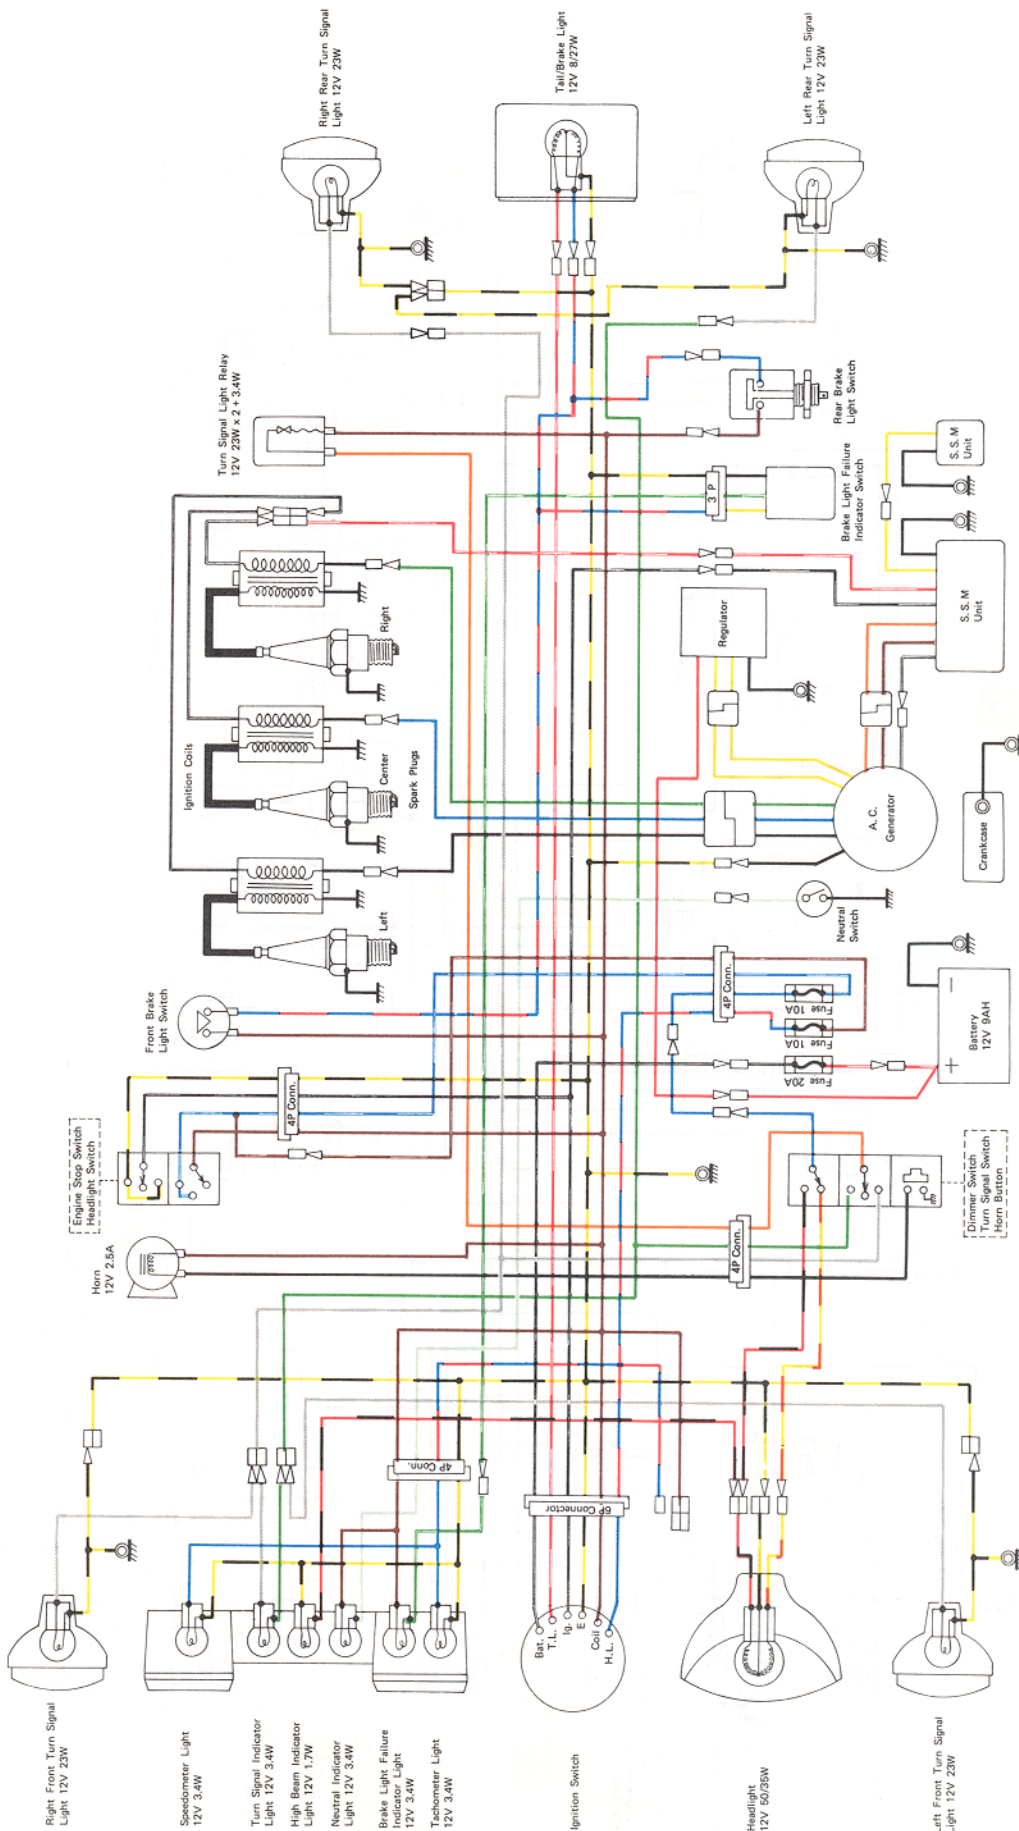 Right Rear Turn Signal
Light 12V 23W
Tail/Brake Light
12V 8/27W
Left Rear Turn Signal
Light 12V 23W
Turn Signal Light Relay
12V 23W x 2 + 3.4W
Rear Brake
Light Switch
Brake Light Failure
Indicator Switch
3 P
S. S. M
Unit
S. S. M
Unit
Regulator
Ignition Coils
Right
Center
Spark Plugs
Left
A. C.
Generator
Crankcase
Neutral
Switch
Front Brake
Light Switch
4P Conn.
Fuse 10A
Fuse 10A
Fuse 20A
Battery
12V 9AH
+
−
Engine Stop Switch
Headlight Switch
4P Conn.
Horn
12V 2.5A
4P Conn.
Dimmer Switch
Turn Signal Switch
Horn Button
4P Conn.
6P Connector
Bat.
T.L.
Ig.
E
Coil
H.L.
Right Front Turn Signal
Light 12V 23W
Speedometer Light
12V 3.4W
Turn Signal Indicator
Light 12V 3.4W
High Beam Indicator
Light 12V 1.7W
Neutral Indicator
Light 12V 3.4W
Brake Light Failure
Indicator Light
12V 3.4W
Tachometer Light
12V 3.4W
Ignition Switch
Headlight
12V 50/35W
Left Front Turn Signal
Light 12V 23W